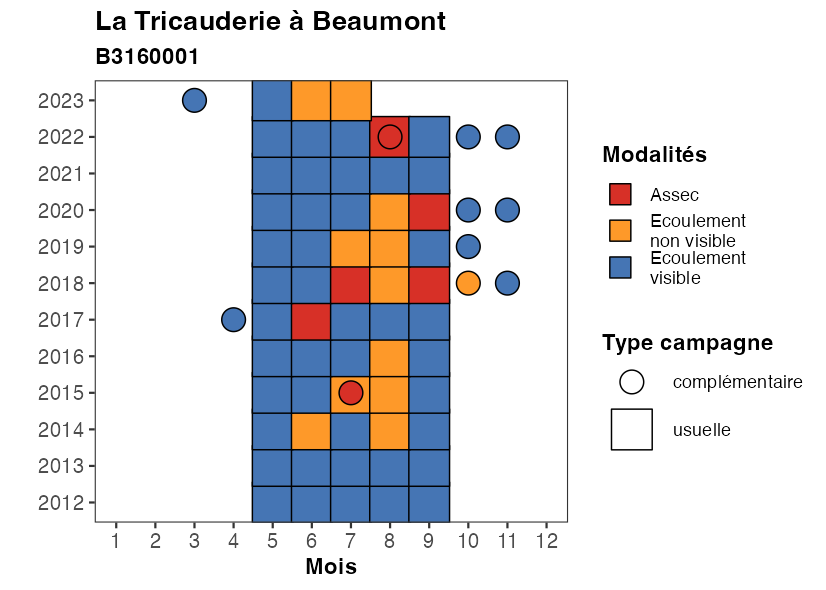 La Tricauderie à Beaumont
B3160001
2023
2022
2021
2020
2019
2018
2017
2016
2015
2014
2013
2012
1 2 3 4 5 6 7 8 9 10 11 12
Mois
Modalités
Assec
Ecoulement
non visible
Ecoulement
visible
Type campagne
complémentaire
usuelle